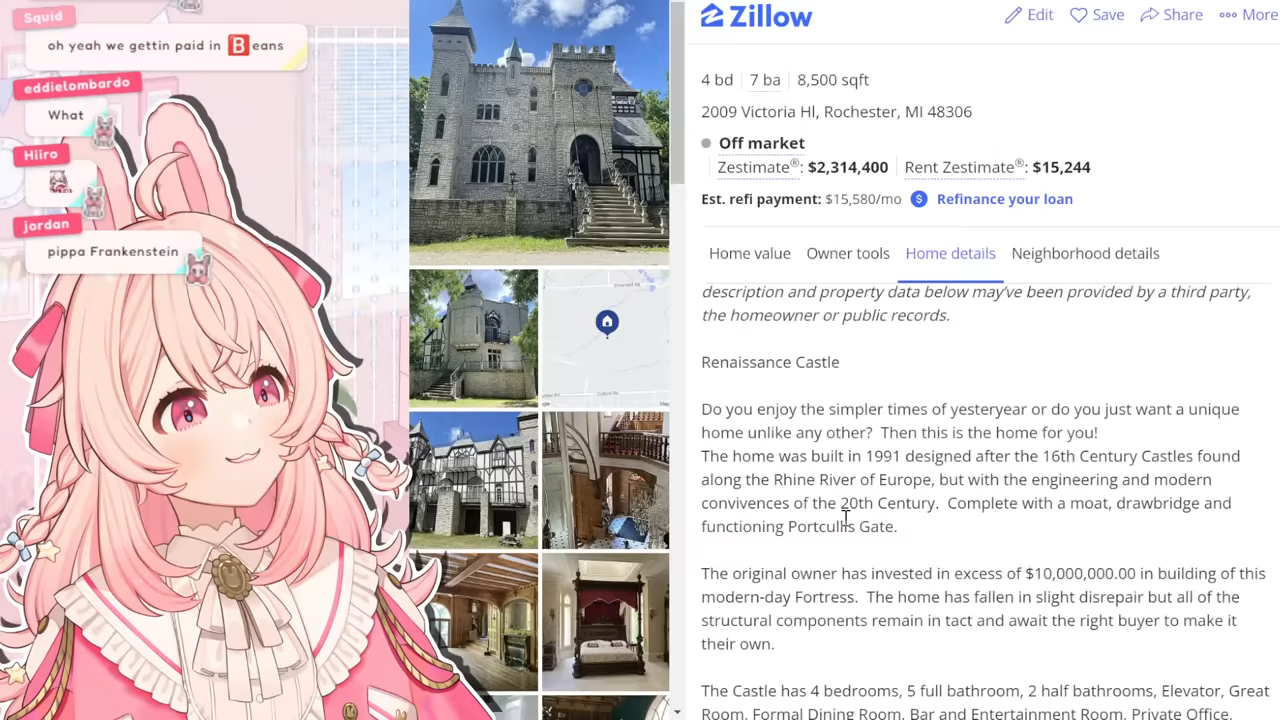 Squid
oh yeah we gettin paid in Beans
eddielombardo
What
Hiiro
jordan
pippa Frankenstein
Zillow
Edit
Save
Share
More
4 bd
7 ba
8,500 sqft
2009 Victoria Hl, Rochester, MI 48306
Off market
Zestimate®: $2,314,400
Rent Zestimate®: $15,244
Est. refi payment: $15,580/mo
$
Refinance your loan
Home value
Owner tools
Home details
Neighborhood details
description and property data below may've been provided by a third party,
the homeowner or public records.
Renaissance Castle
Do you enjoy the simpler times of yesteryear or do you just want a unique
home unlike any other?  Then this is the home for you!
The home was built in 1991 designed after the 16th Century Castles found
along the Rhine River of Europe, but with the engineering and modern
convivences of the 20th Century.  Complete with a moat, drawbridge and
functioning Portcullis Gate.
The original owner has invested in excess of $10,000,000.00 in building of this
modern-day Fortress.  The home has fallen in slight disrepair but all of the
structural components remain in tact and await the right buyer to make it
their own.
The Castle has 4 bedrooms, 5 full bathroom, 2 half bathrooms, Elevator, Great
Room, Formal Dining Room, Bar and Entertainment Room, Private Office,